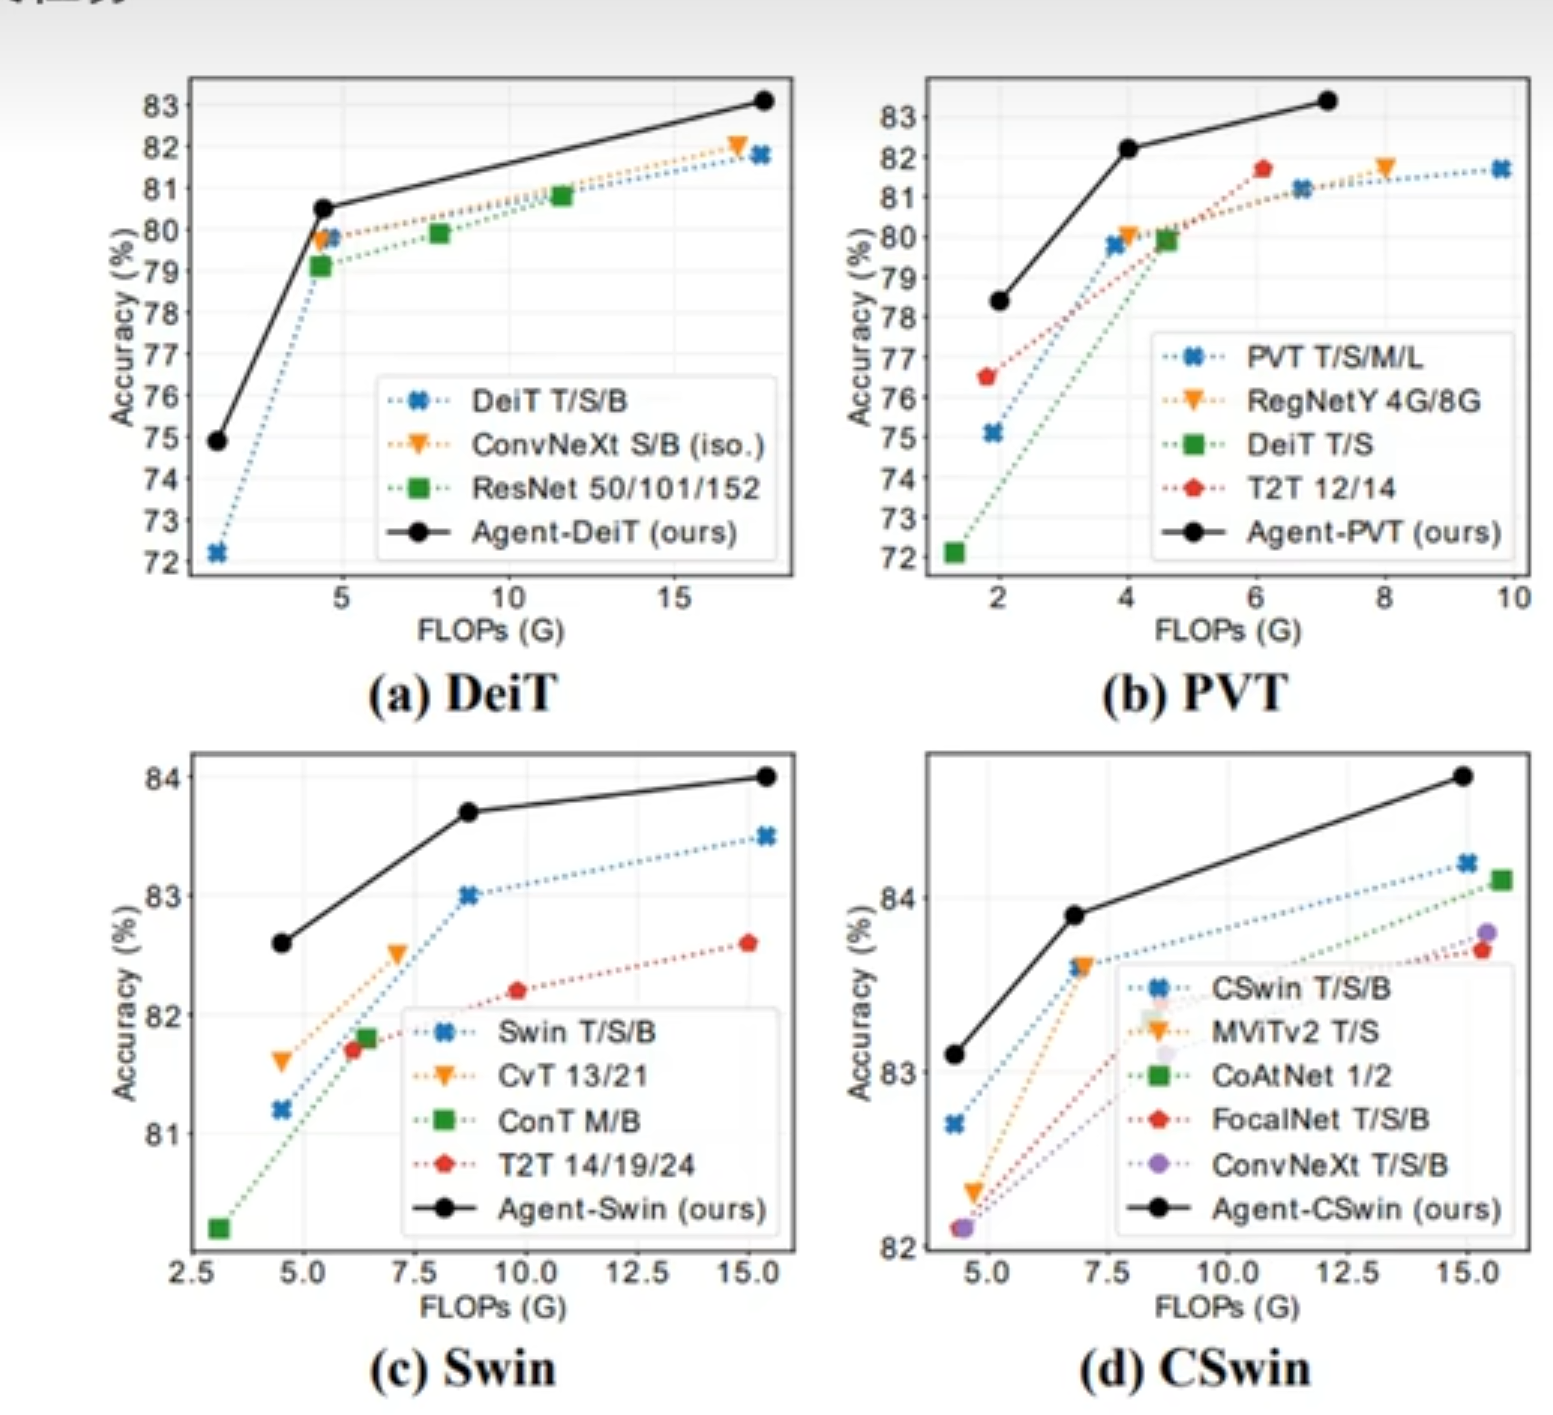 83
82
81
80
79
78
77
76
75
74
73
72
Accuracy (%)
DeiT T/S/B
ConvNeXt S/B (iso.)
ResNet 50/101/152
Agent-DeiT (ours)
5 10 15
FLOPs (G)
(a) DeiT
83
82
81
80
79
78
77
76
75
74
73
72
Accuracy (%)
PVT T/S/M/L
RegNetY 4G/8G
DeiT T/S
T2T 12/14
Agent-PVT (ours)
2 4 6 8 10
FLOPs (G)
(b) PVT
84
83
82
81
Accuracy (%)
Swin T/S/B
CvT 13/21
ConT M/B
T2T 14/19/24
Agent-Swin (ours)
2.5 5.0 7.5 10.0 12.5 15.0
FLOPs (G)
(c) Swin
84
83
82
Accuracy (%)
CSwin T/S/B
MViTv2 T/S
CoAtNet 1/2
FocalNet T/S/B
ConvNeXt T/S/B
Agent-CSwin (ours)
5.0 7.5 10.0 12.5 15.0
FLOPs (G)
(d) CSwin